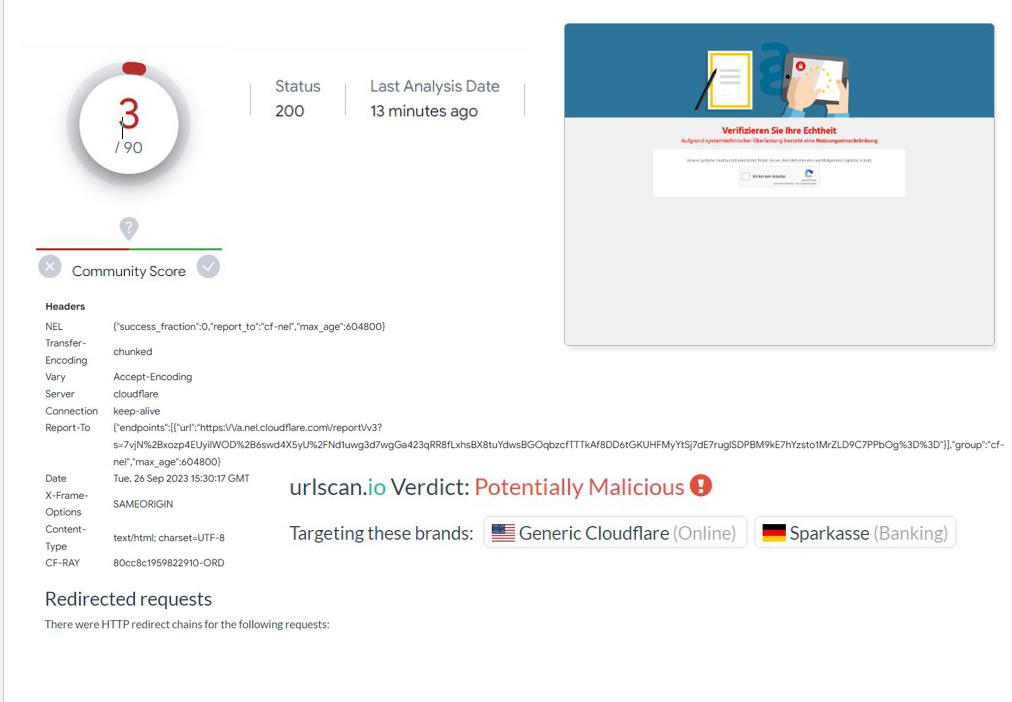 3
/ 90
?
Community Score
Status
200
Last Analysis Date
13 minutes ago
Verifizieren Sie Ihre Echtheit
Aufgrund systemtechnischer Überlastung besteht eine Nutzungseinschränkung
Ich bin kein Roboter
Headers
NEL {"success_fraction":0,"report_to":"cf-nel","max_age":604800}
Transfer-
Encoding chunked
Vary Accept-Encoding
Server cloudflare
Connection keep-alive
Report-To {"endpoints":[{"url":"https:\/\/a.nel.cloudflare.com\/report\/v3?
s=7vjN%2Bxozp4EUyilWOD%2B6swd4X5yU%2FNd1uwg3d7wgGa423qRR8fLxhsBX8tuYdwsBGOqbzcfTTTkAf8DD6tGKUHFMyYtSj7dE7ruglSDPBM9kE7hYzsto1MrZLD9C7PPbOg%3D%3D"}],"group":"cf-
nel","max_age":604800}
Date Tue, 26 Sep 2023 15:30:17 GMT
X-Frame-
Options SAMEORIGIN
Content-
Type text/html; charset=UTF-8
CF-RAY 80cc8c1959822910-ORD
urlscan.io Verdict: Potentially Malicious
Targeting these brands: Generic Cloudflare (Online) Sparkasse (Banking)
Redirected requests
There were HTTP redirect chains for the following requests: